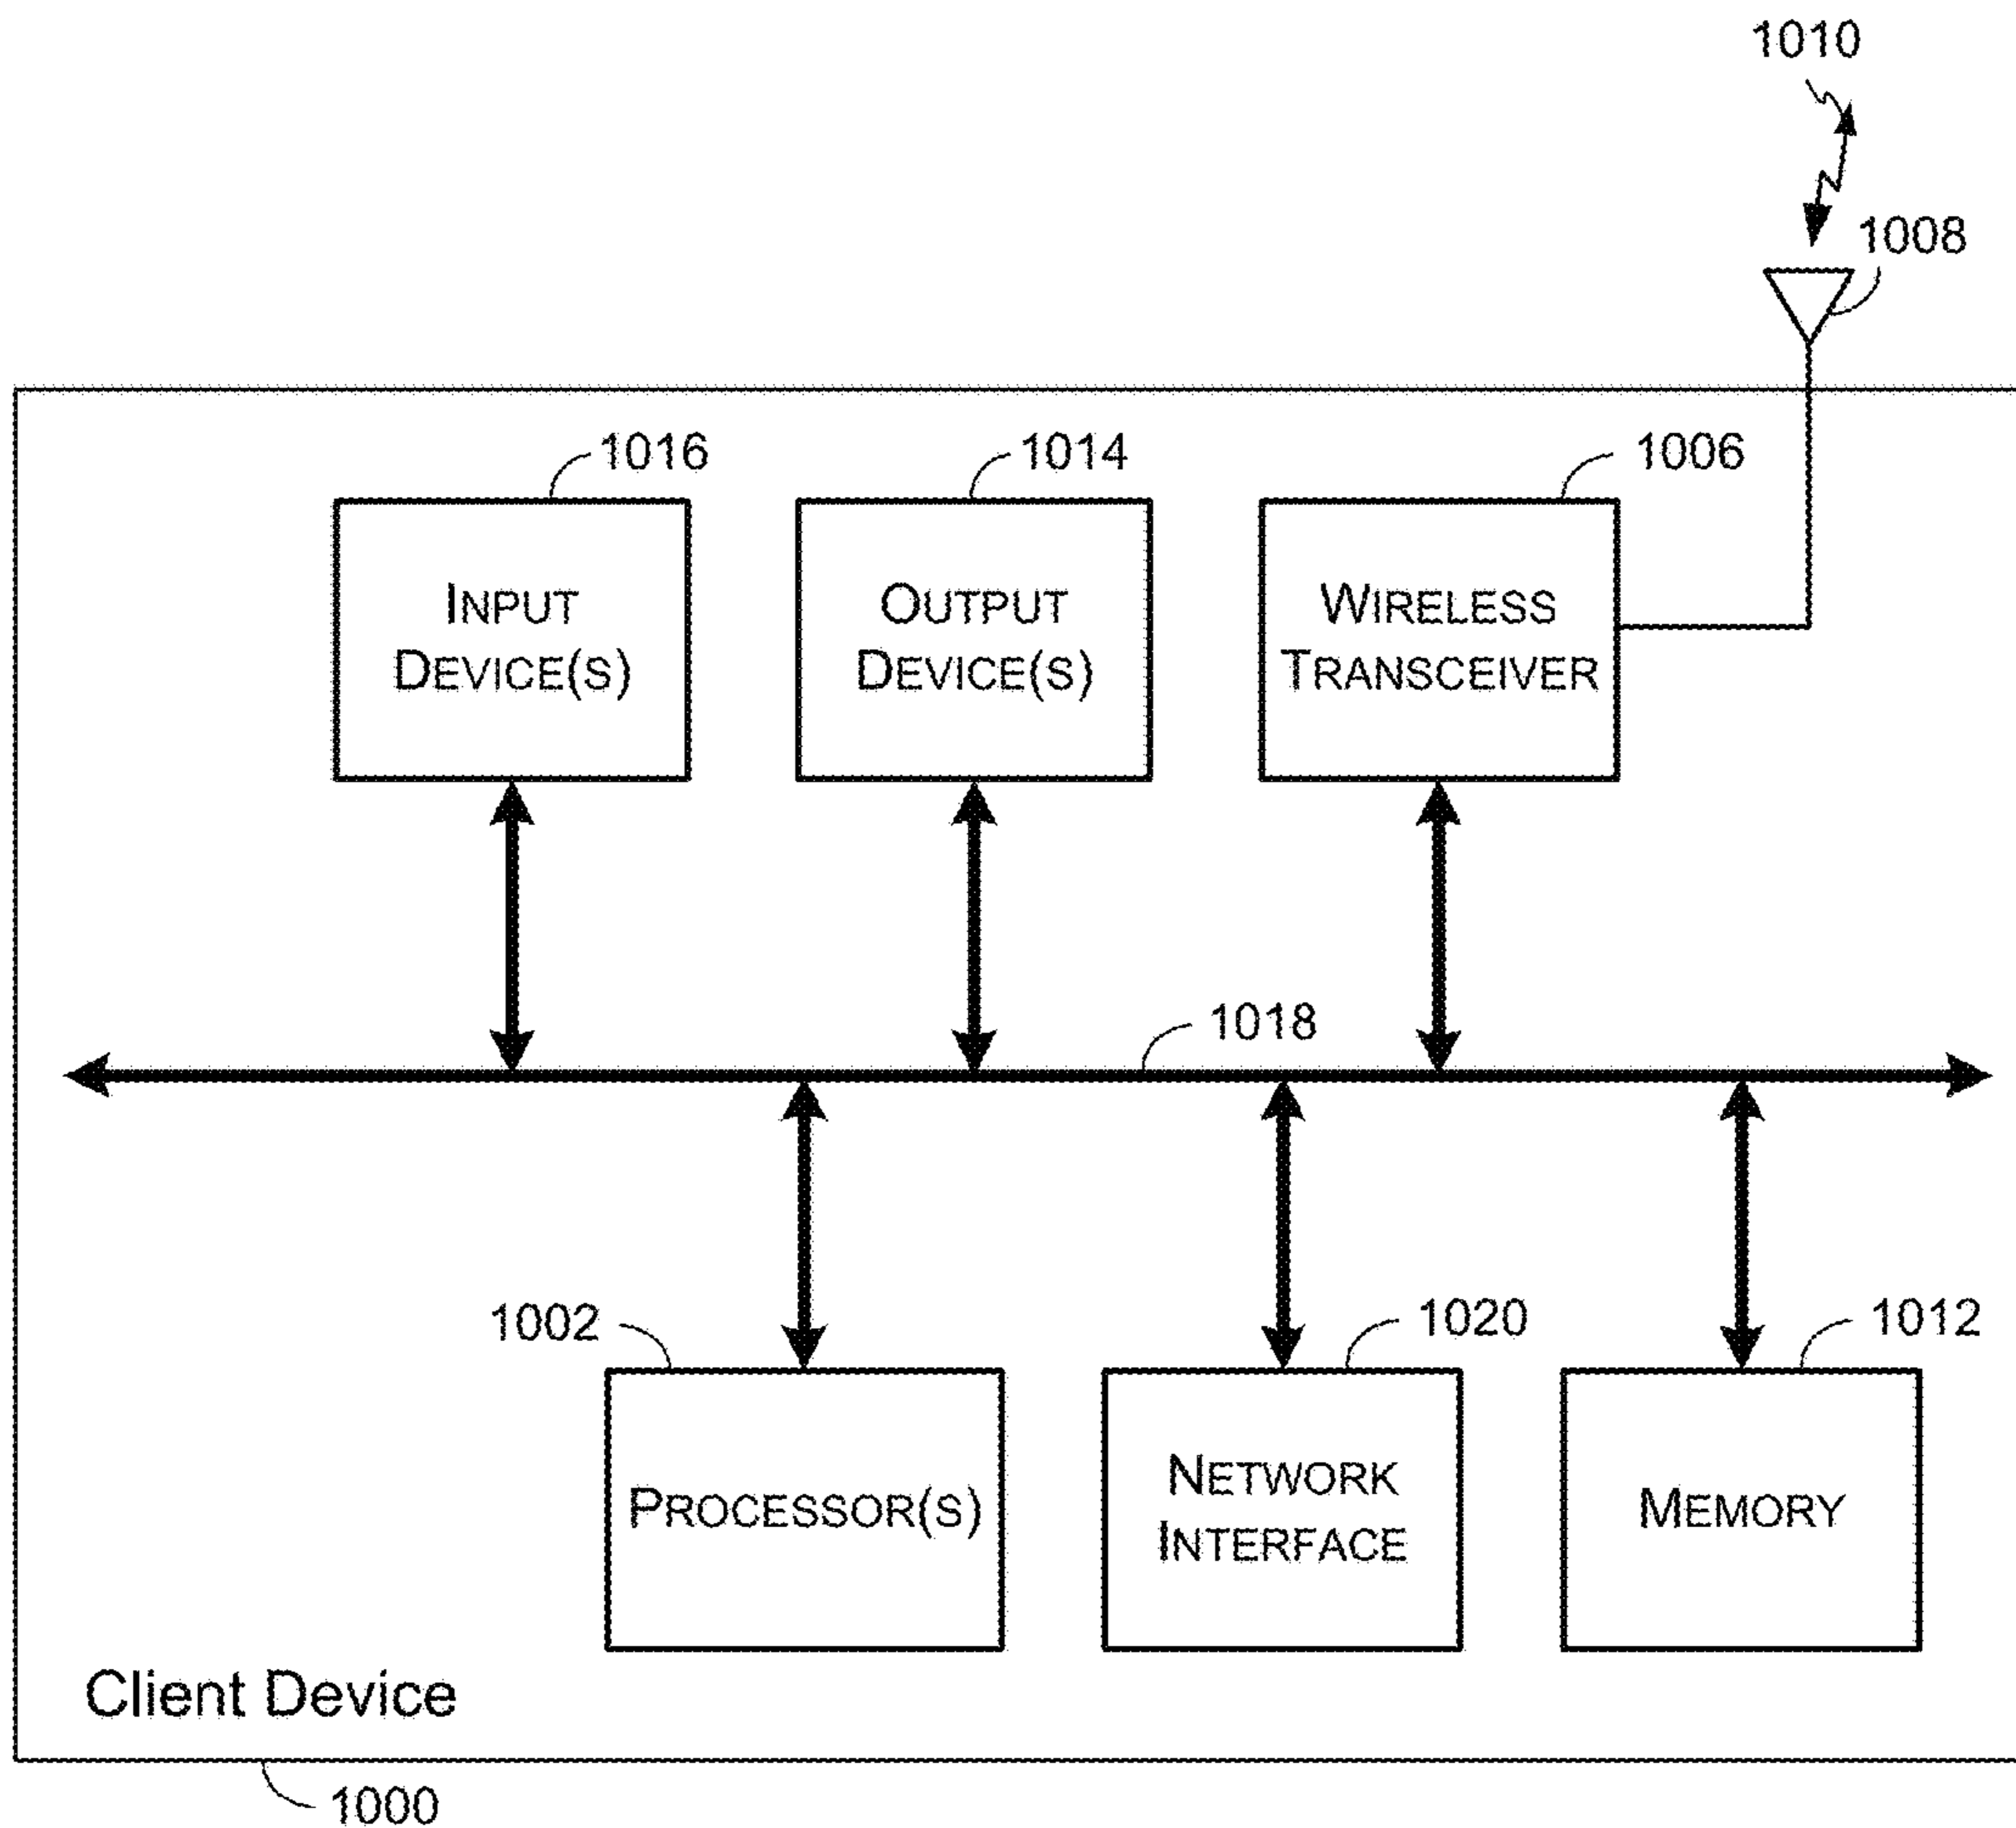 1010
1008
1016
1014
1006
INPUT
DEVICE(S)
OUTPUT
DEVICE(S)
WIRELESS
TRANSCEIVER
1018
1002
1020
1012
PROCESSOR(S)
NETWORK
INTERFACE
MEMORY
Client Device
1000